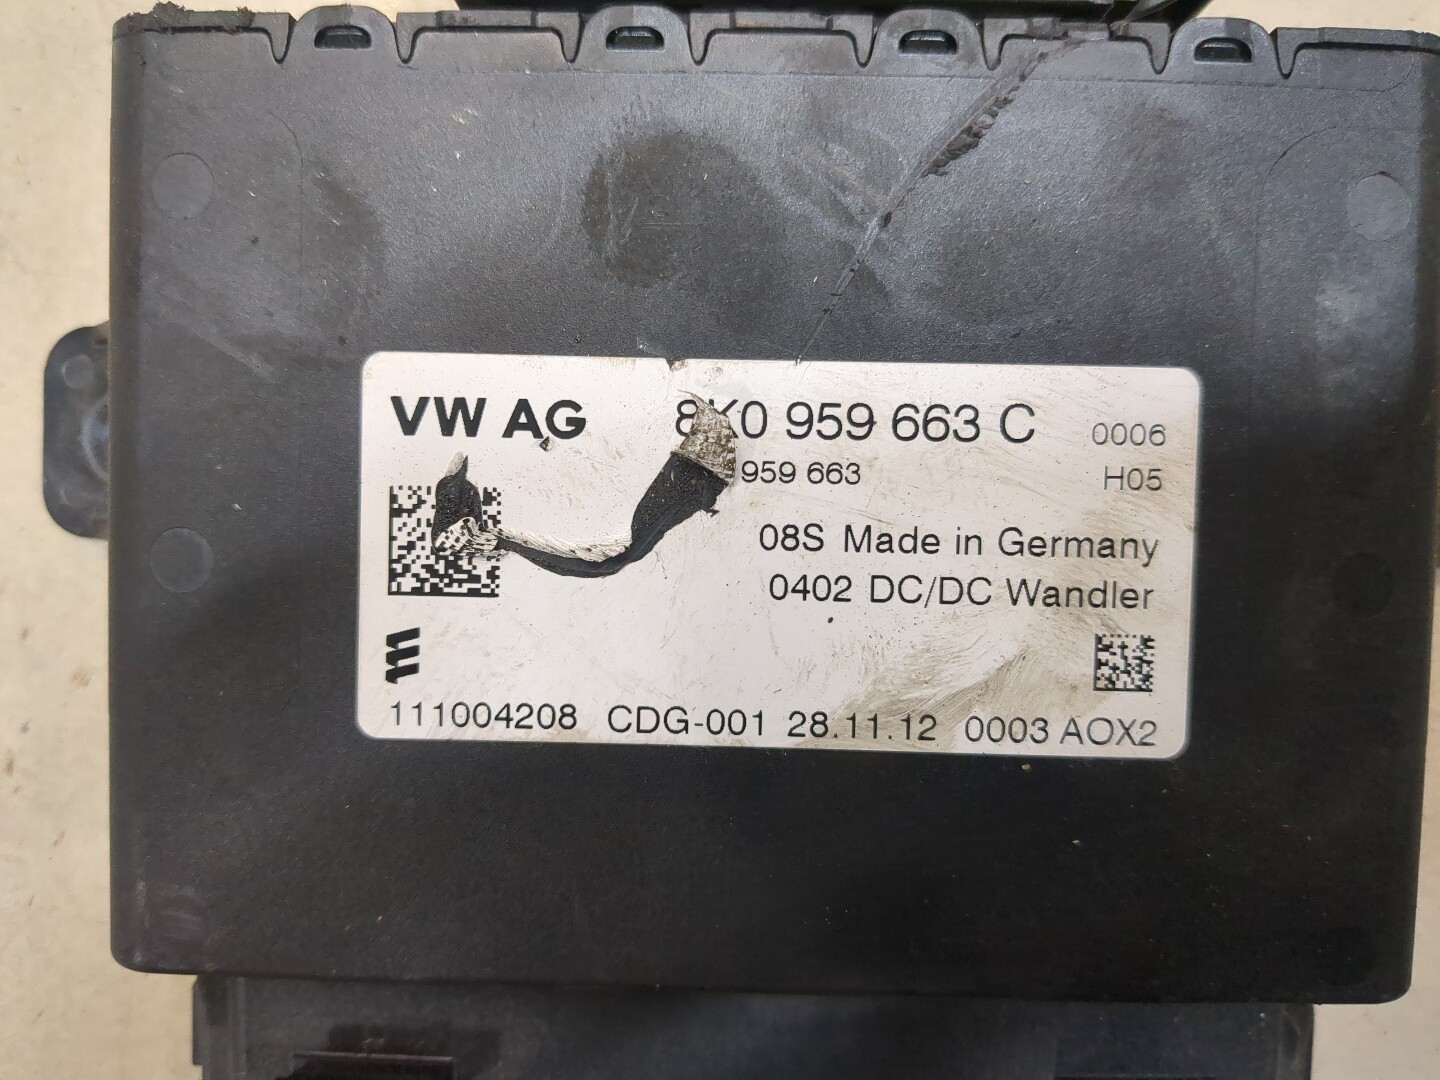 VW AG 8K0 959 663 C 0006
959 663 H05
08S Made in Germany
0402 DC/DC Wandler
111004208 CDG-001 28.11.12 0003 AOX2